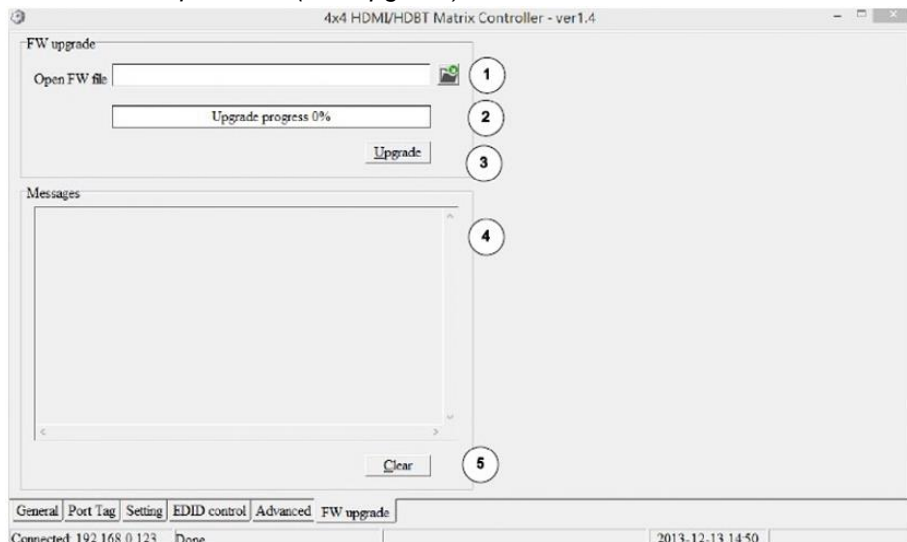 4x4 HDMI/HDBT Matrix Controller - ver1.4
FW upgrade
Open FW file
1
Upgrade progress 0%
2
Upgrade
3
Messages
4
Clear
5
General Port Tag Setting EDID control Advanced FW upgrade
Connected: 192.168.0.123 Done 2013-12-13 14:50